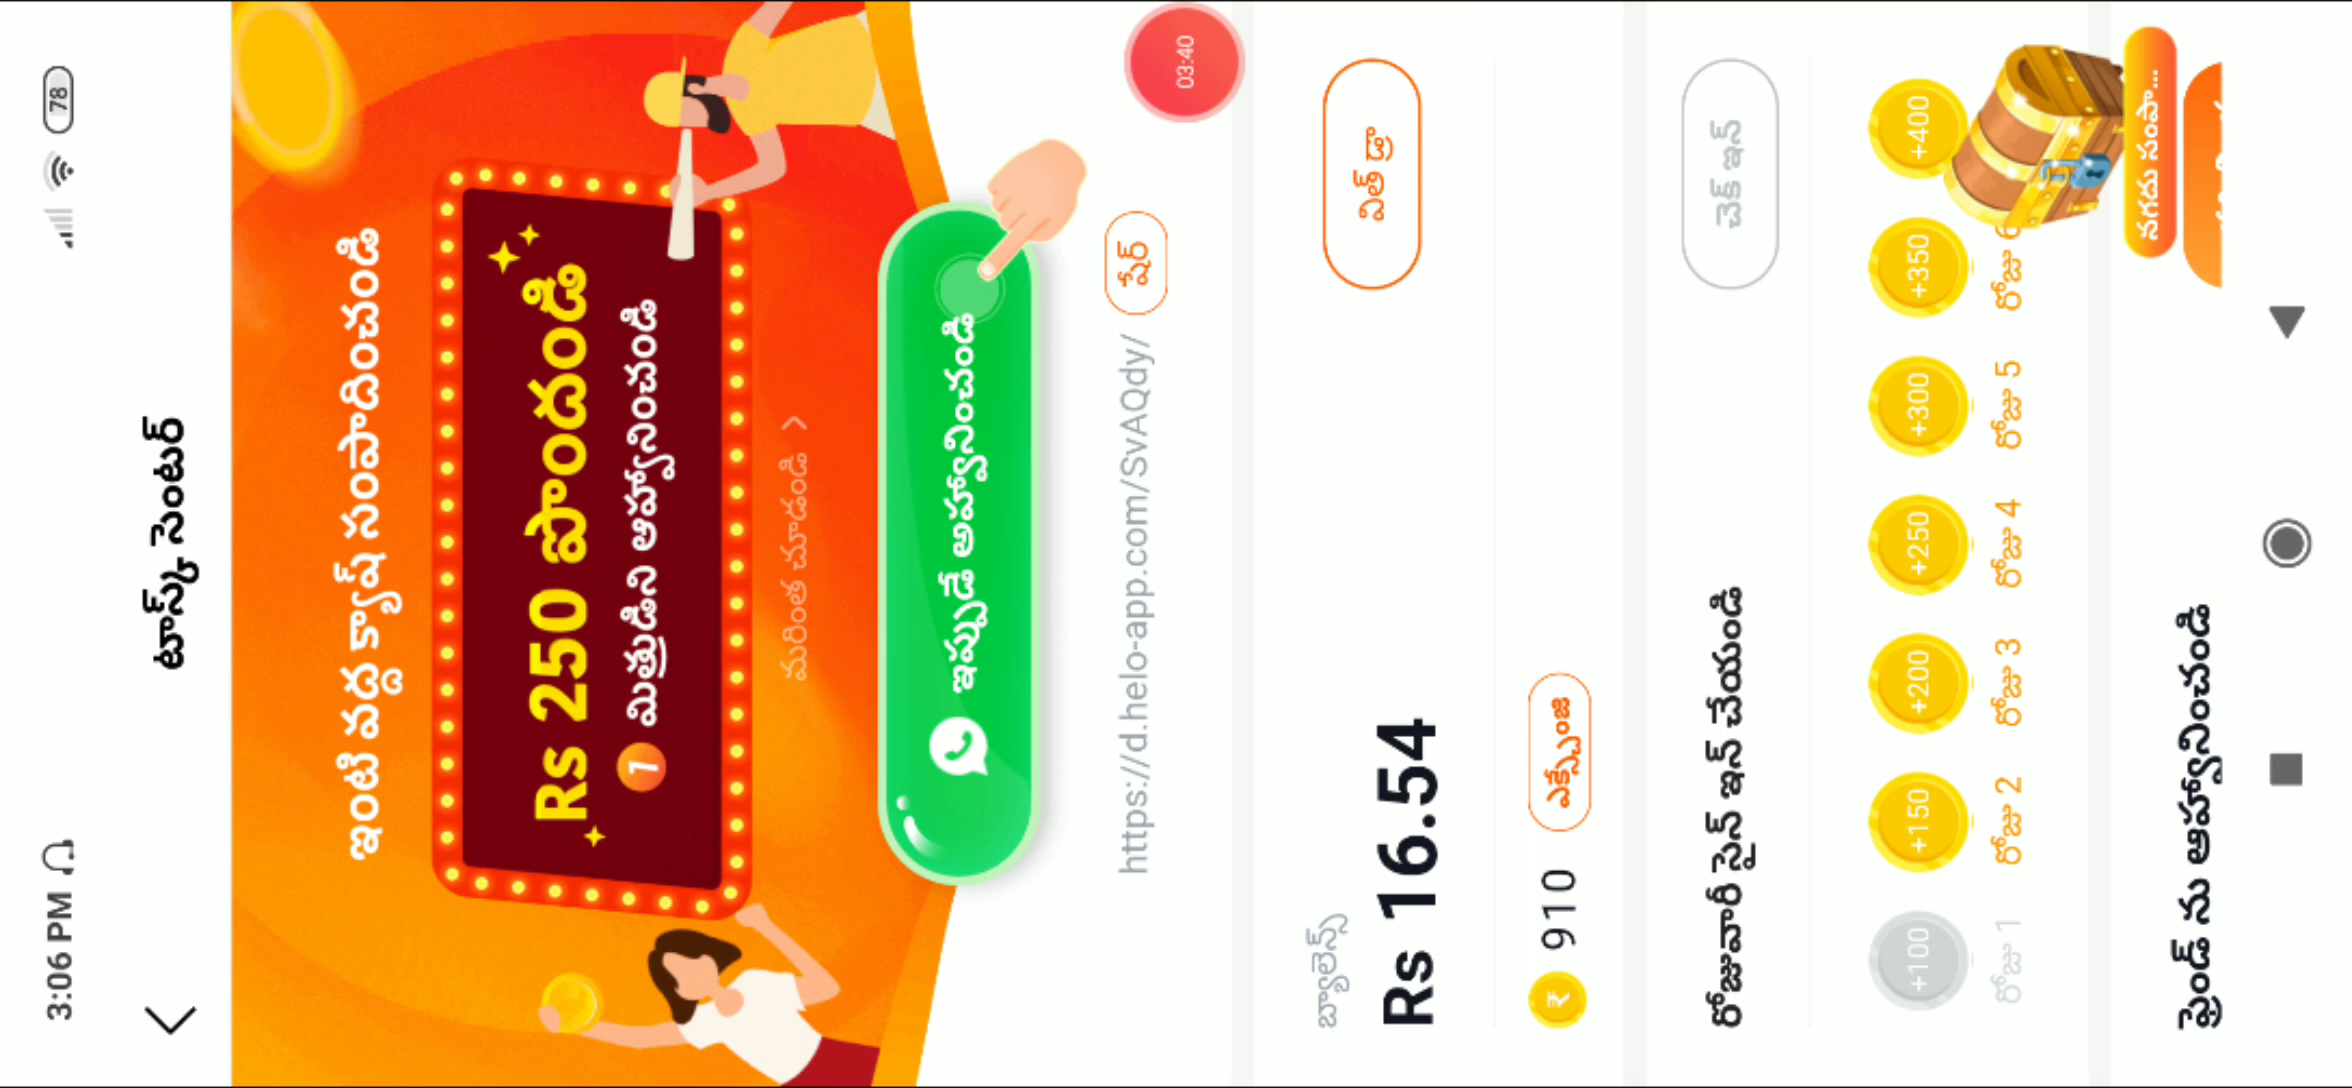 3:06 PM
78
టాస్క్ సెంటర్
ఇంటి వద్ద క్యాష్ సంపాదించండి
Rs 250 పొందండి
1 మిత్రుడిని ఆహ్వానించండి
మరింత చూడండి >
ఇప్పుడే ఆహ్వానించండి
https://d.helo-app.com/SvAQdy/
షేర్
03:40
బ్యాలెన్స్
Rs 16.54
విత్ డ్రా
₹ 910
ఎక్స్ఛేంజి
రోజువారీ సైన్ ఇన్ చేయండి
చెక్ ఇన్
+100 +150 +200 +250 +300 +350 +400
రోజు 1 రోజు 2 రోజు 3 రోజు 4 రోజు 5 రోజు 6
నగదు సంపా...
ఫ్రైండ్ ను ఆహ్వానించండి